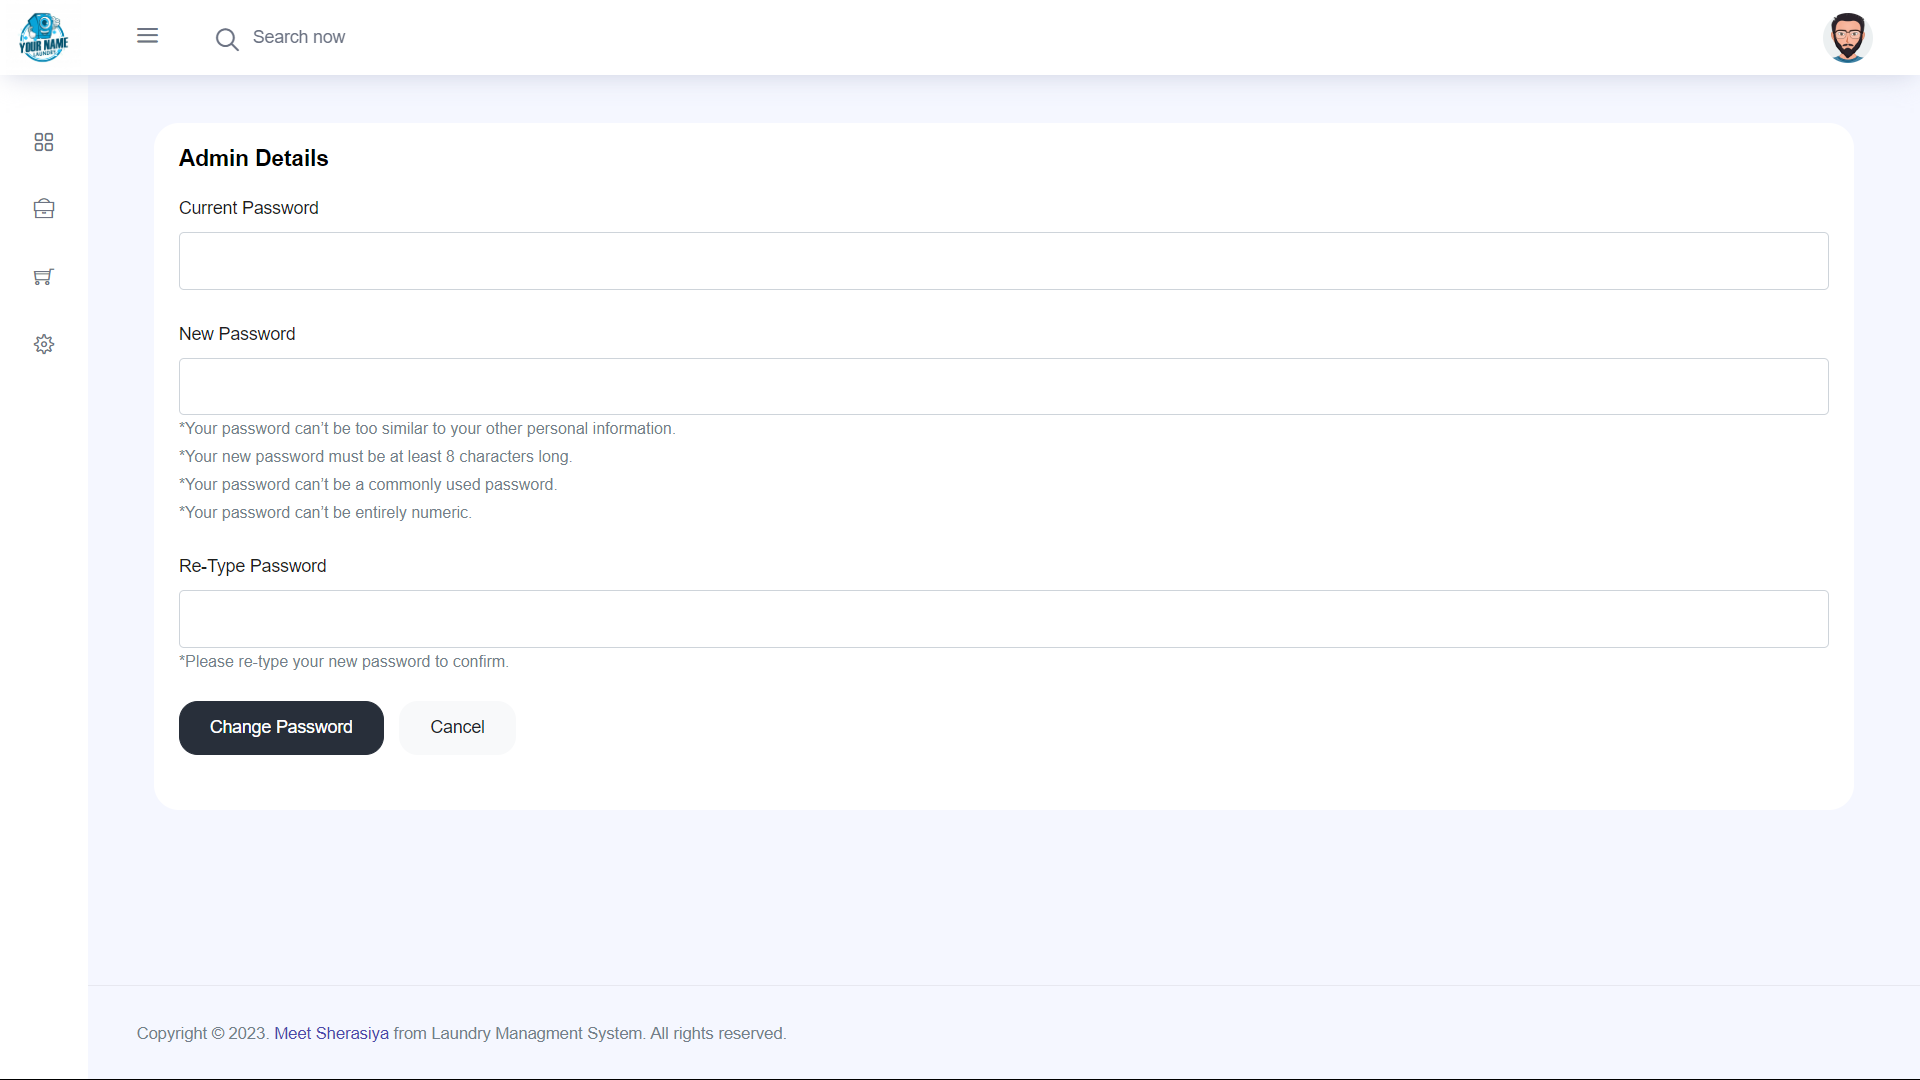 YOUR NAME
LAUNDRY
Search now
Admin Details
Current Password
New Password
*Your password can’t be too similar to your other personal information.
*Your new password must be at least 8 characters long.
*Your password can’t be a commonly used password.
*Your password can’t be entirely numeric.
Re-Type Password
*Please re-type your new password to confirm.
Change Password
Cancel
Copyright © 2023. Meet Sherasiya from Laundry Managment System. All rights reserved.